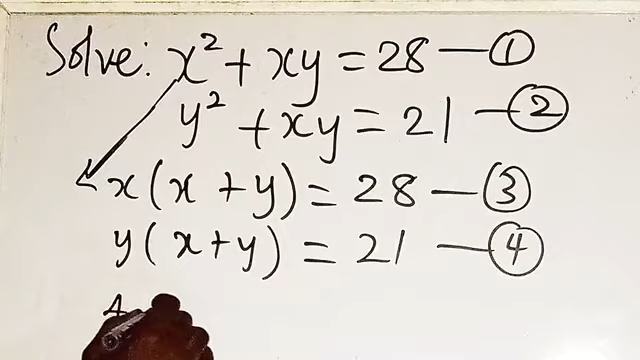 Solve: x² + xy = 28 — ①
y² + xy = 21 — ②
x(x + y) = 28 — ③
y(x + y) = 21 — ④